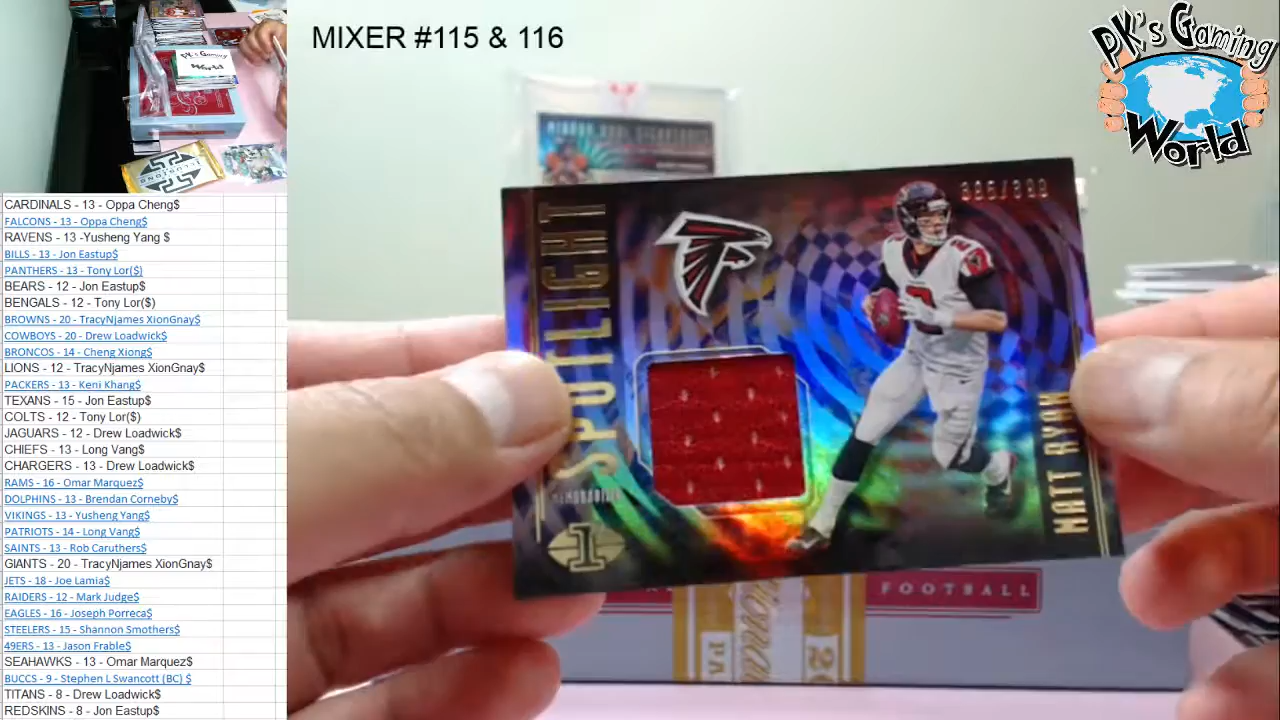 MIXER #115 & 116
PK's Gaming World
PK's Gaming
World
CARDINALS - 13 - Oppa Cheng$
FALCONS - 13 - Oppa Cheng$
RAVENS - 13 -Yusheng Yang $
BILLS - 13 - Jon Eastup$
PANTHERS - 13 - Tony Lor($)
BEARS - 12 - Jon Eastup$
BENGALS - 12 - Tony Lor($)
BROWNS - 20 - TracyNjames XionGnay$
COWBOYS - 20 - Drew Loadwick$
BRONCOS - 14 - Cheng Xiong$
LIONS - 12 - TracyNjames XionGnay$
PACKERS - 13 - Keni Khang$
TEXANS - 15 - Jon Eastup$
COLTS - 12 - Tony Lor($)
JAGUARS - 12 - Drew Loadwick$
CHIEFS - 13 - Long Vang$
CHARGERS - 13 - Drew Loadwick$
RAMS - 16 - Omar Marquez$
DOLPHINS - 13 - Brendan Corneby$
VIKINGS - 13 - Yusheng Yang$
PATRIOTS - 14 - Long Vang$
SAINTS - 13 - Rob Caruthers$
GIANTS - 20 - TracyNjames XionGnay$
JETS - 18 - Joe Lamia$
RAIDERS - 12 - Mark Judge$
EAGLES - 16 - Joseph Porreca$
STEELERS - 15 - Shannon Smothers$
49ERS - 13 - Jason Frable$
SEAHAWKS - 13 - Omar Marquez$
BUCCS - 9 - Stephen L Swancott (BC) $
TITANS - 8 - Drew Loadwick$
REDSKINS - 8 - Jon Eastup$
SPOTLIGHT
MEMORABILIA
1
MATT RYAN
FOOTBALL
PA